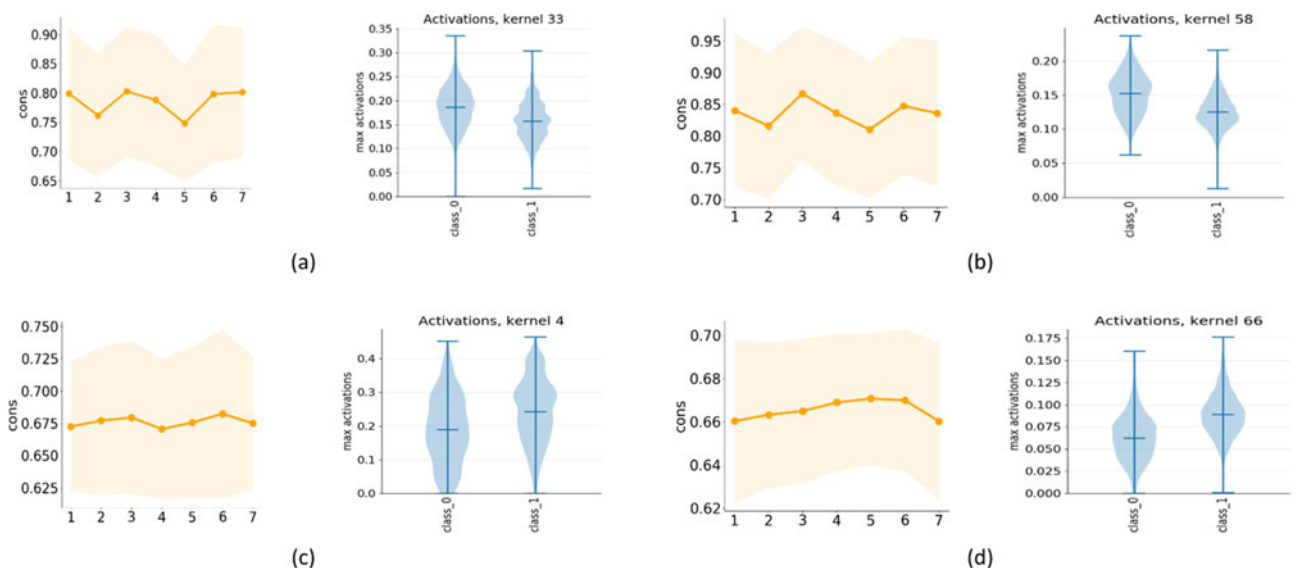 Activations, kernel 33
cons
0.90
0.85
0.80
0.75
0.70
0.65
1 2 3 4 5 6 7
max activations
0.35
0.30
0.25
0.20
0.15
0.10
0.05
0.00
class_0 class_1
(a)
Activations, kernel 58
cons
0.95
0.90
0.85
0.80
0.75
0.70
1 2 3 4 5 6 7
max activations
0.20
0.15
0.10
0.05
0.00
class_0 class_1
(b)
Activations, kernel 4
cons
0.750
0.725
0.700
0.675
0.650
0.625
1 2 3 4 5 6 7
max activations
0.4
0.3
0.2
0.1
0.0
class_0 class_1
(c)
Activations, kernel 66
cons
0.70
0.68
0.66
0.64
0.62
1 2 3 4 5 6 7
max activations
0.175
0.150
0.125
0.100
0.075
0.050
0.025
0.000
class_0 class_1
(d)